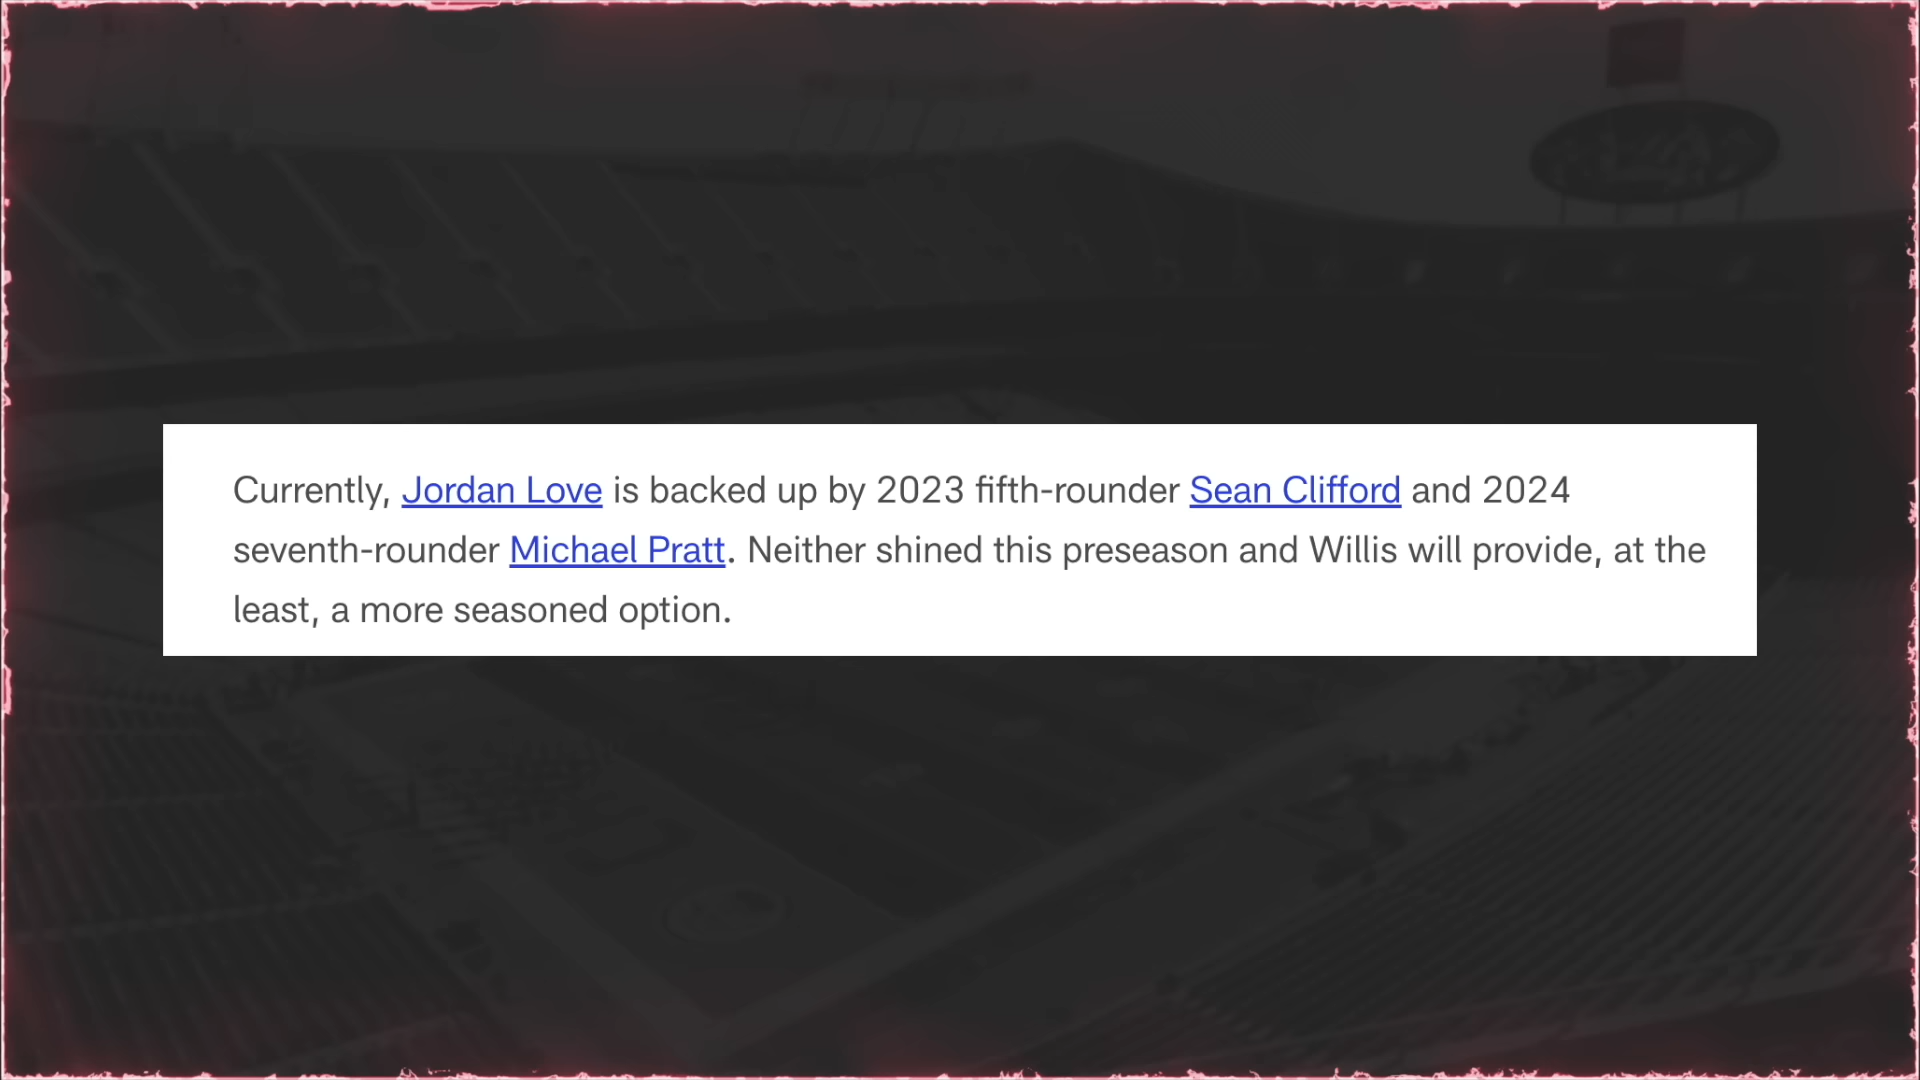 Currently, Jordan Love is backed up by 2023 fifth-rounder Sean Clifford and 2024
seventh-rounder Michael Pratt. Neither shined this preseason and Willis will provide, at the
least, a more seasoned option.